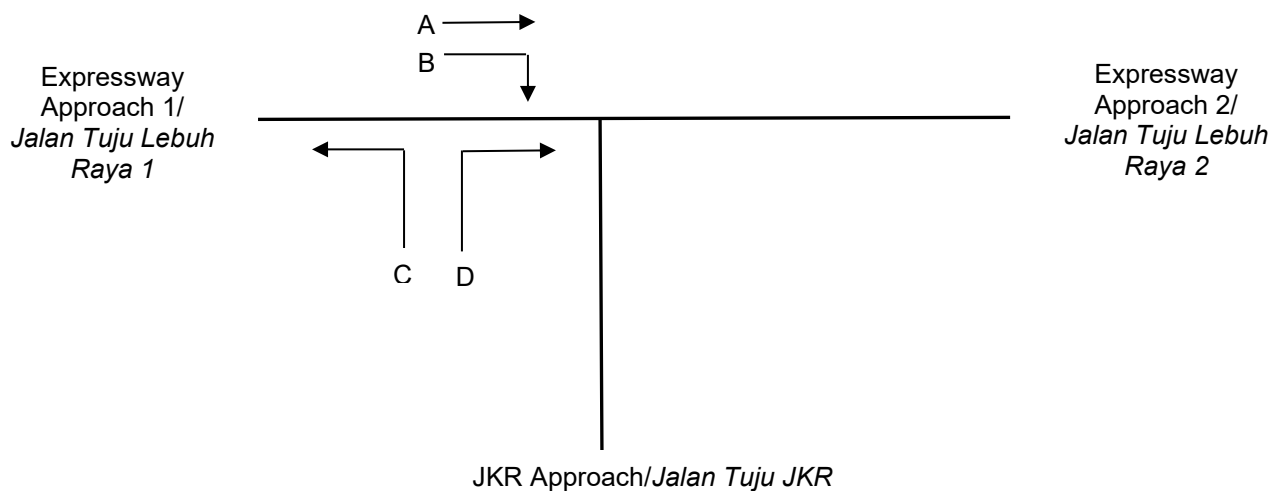 A
B
Expressway
Approach 1/
Jalan Tuju Lebuh
Raya 1
Expressway
Approach 2/
Jalan Tuju Lebuh
Raya 2
C D
JKR Approach/Jalan Tuju JKR